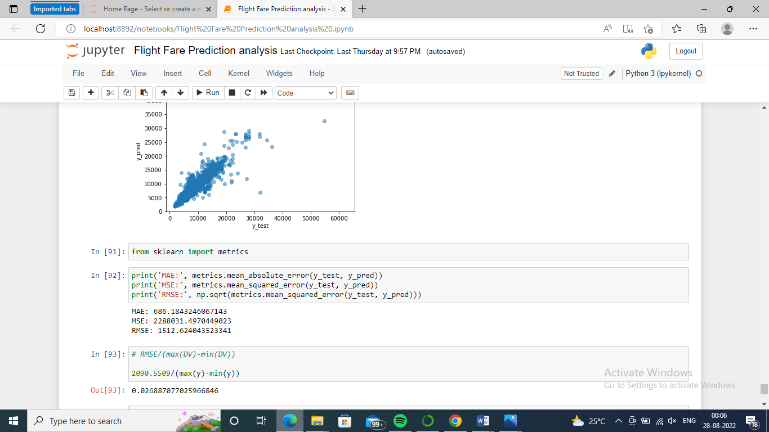 Imported tabs
Home Page - Select or create a n
Flight Fare Prediction analysis - J
localhost:8892/notebooks/Flight%20Fare%20Prediction%20analysis%20.ipynb
jupyter Flight Fare Prediction analysis Last Checkpoint: Last Thursday at 9:57 PM (autosaved)
Logout
File Edit View Insert Cell Kernel Widgets Help
Not Trusted
Python 3 (ipykernel)
Run
Code
35000
30000
25000
20000
15000
10000
5000
0
y_pred
0 10000 20000 30000 40000 50000 60000
y_test
In [91]: from sklearn import metrics
In [92]: print('MAE:', metrics.mean_absolute_error(y_test, y_pred))
print('MSE:', metrics.mean_squared_error(y_test, y_pred))
print('RMSE:', np.sqrt(metrics.mean_squared_error(y_test, y_pred)))
MAE: 686.1843246067143
MSE: 2288031.4970449023
RMSE: 1512.624043523341
In [93]: # RMSE/(max(DV)-min(DV))
2090.5509/(max(y)-min(y))
Out[93]: 0.026887077025966846
Activate Windows
Go to Settings to activate Windows.
Type here to search
99+
25°C
ENG
00:06
28-08-2022
18